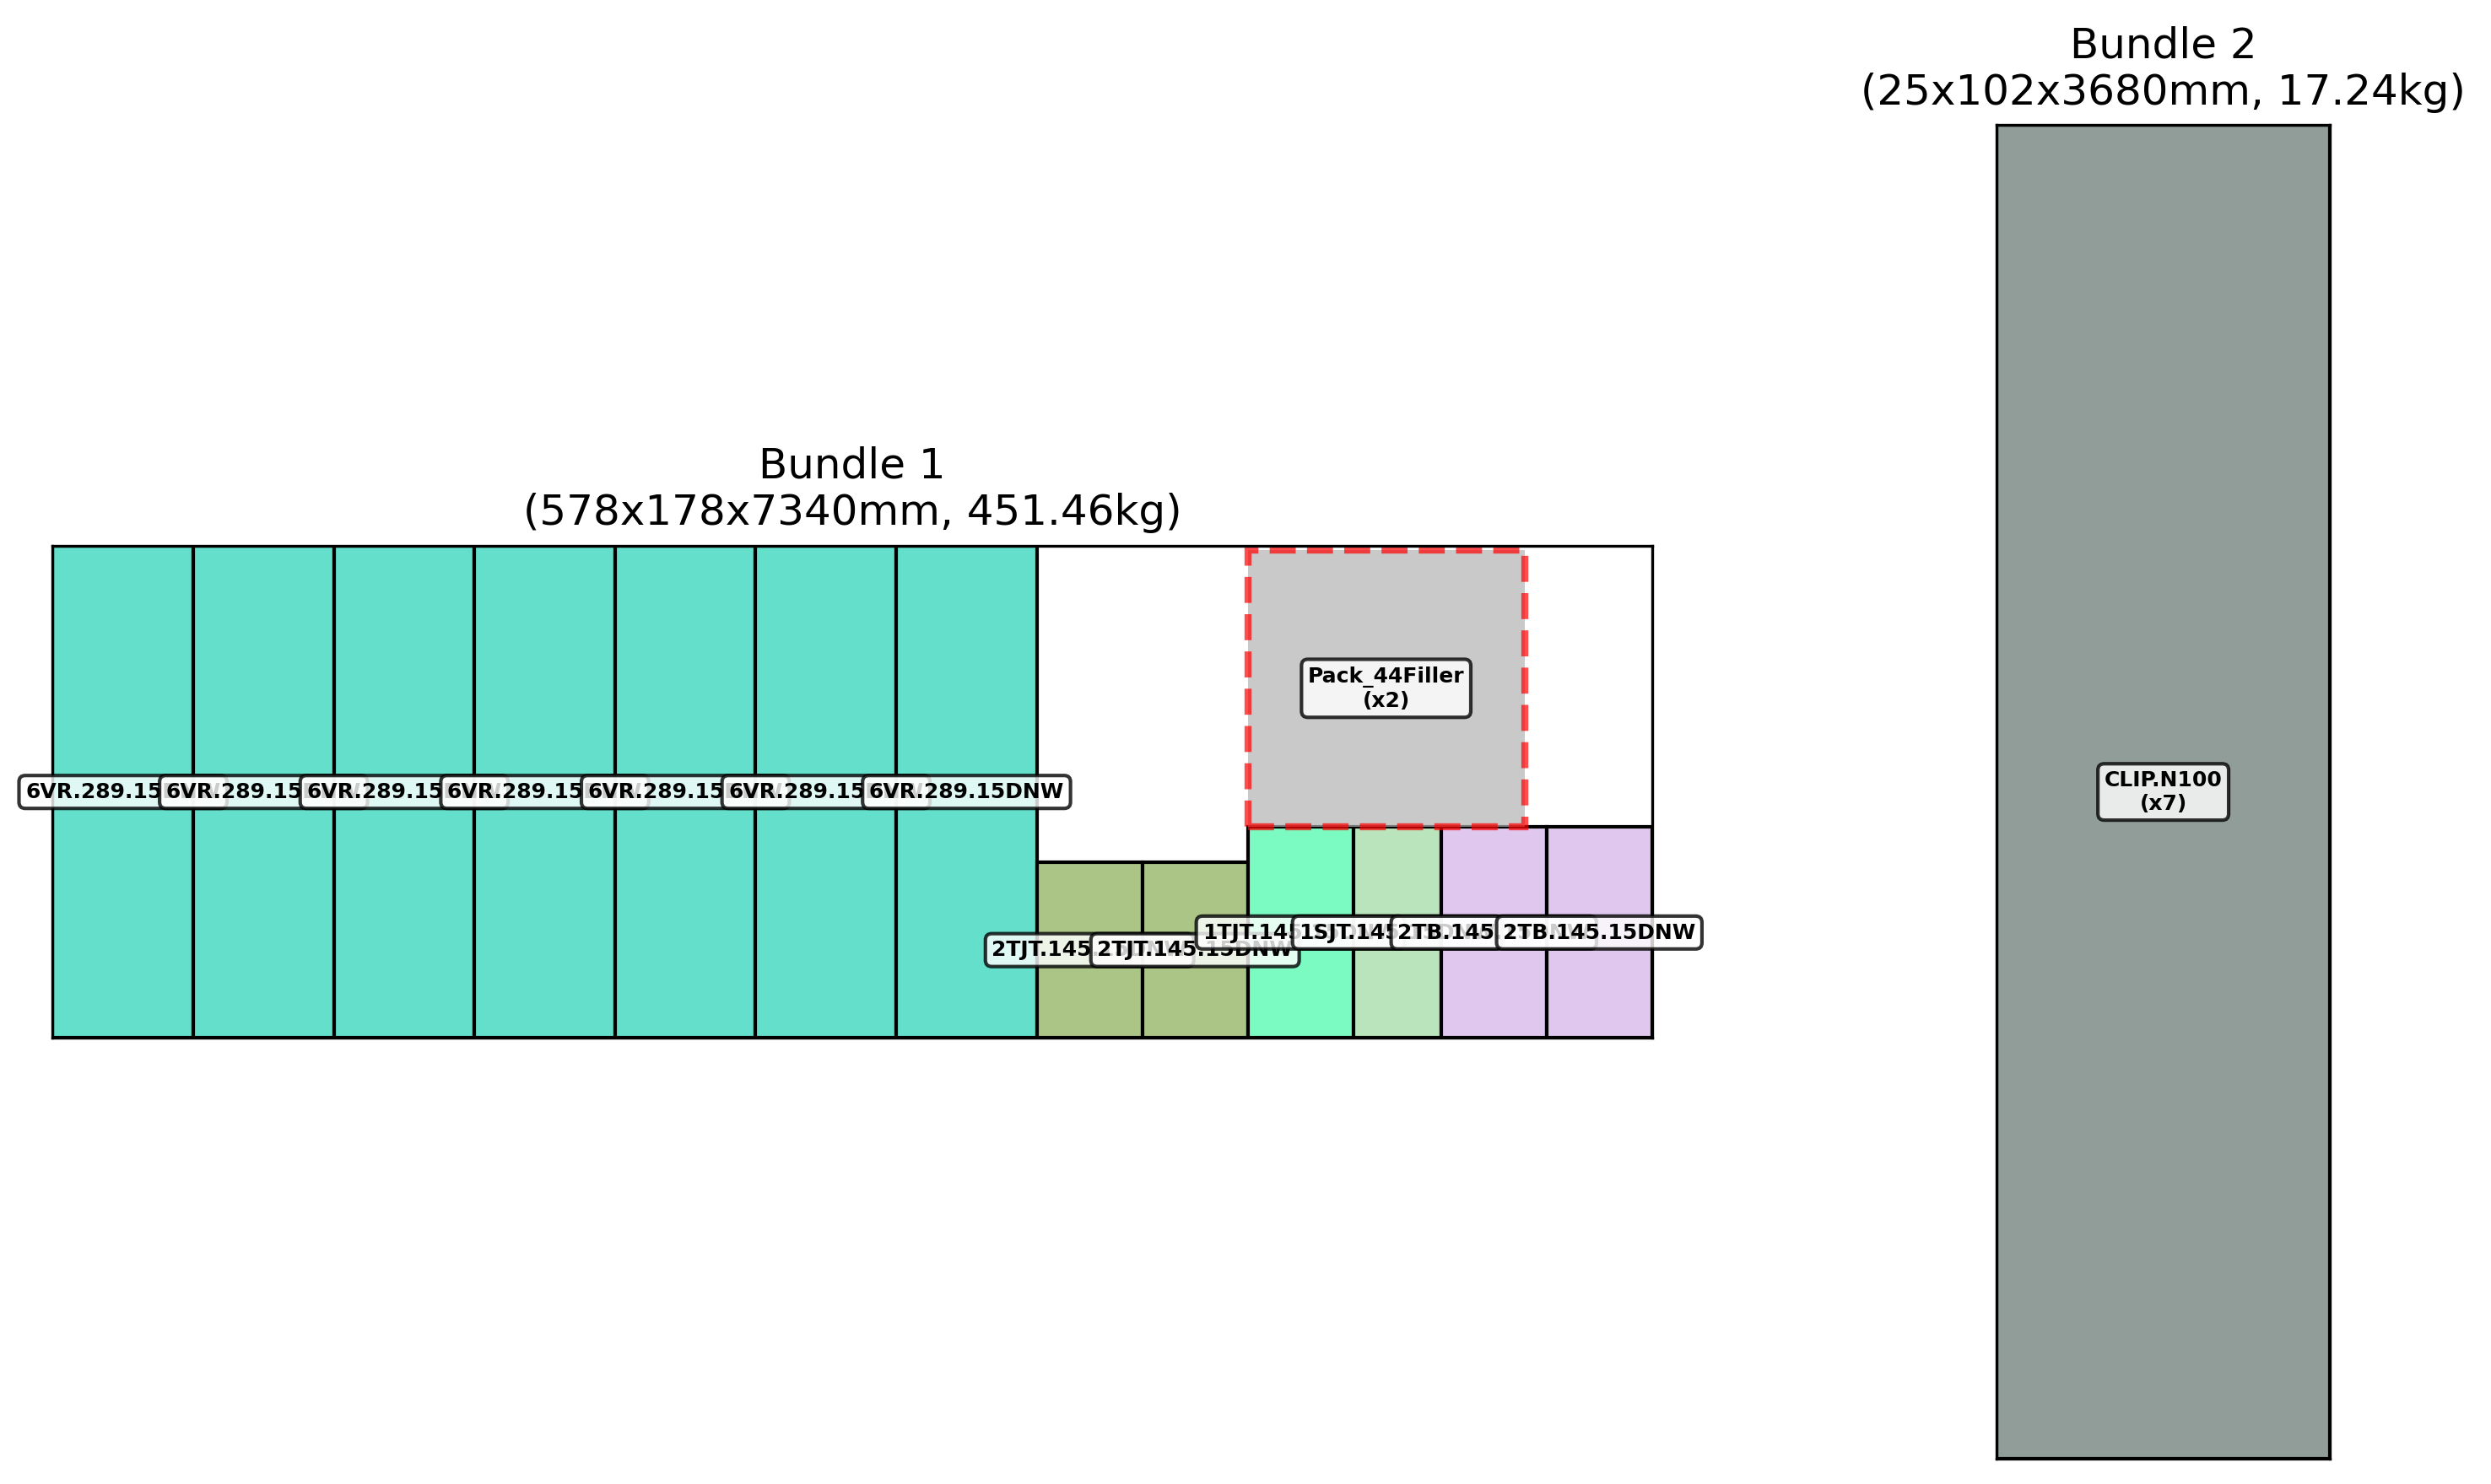 Bundle 2
(25x102x3680mm, 17.24kg)
Bundle 1
(578x178x7340mm, 451.46kg)
Pack_44Filler
(x2)
6VR.289.15
6VR.289.15
6VR.289.15
6VR.289.15
6VR.289.15
6VR.289.15
6VR.289.15DNW
CLIP.N100
(x7)
1TJT.145
1SJT.145
2TB.145
2TB.145.15DNW
2TJT.145
2TJT.145.15DNW